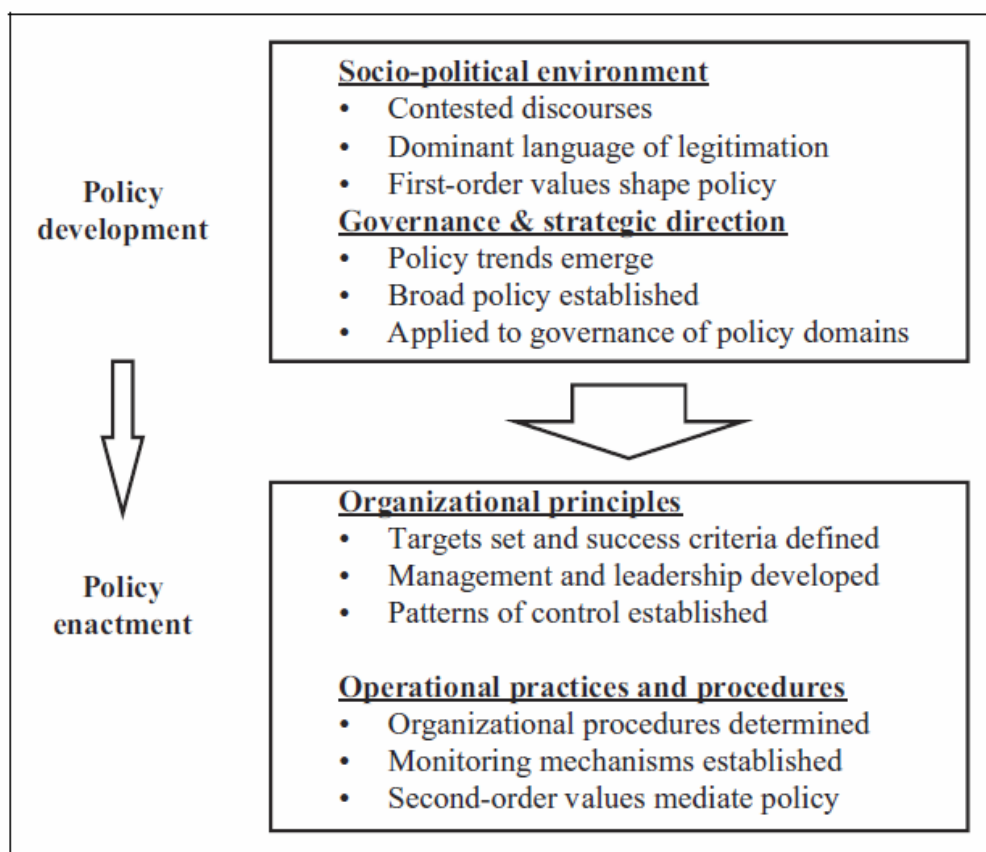 Socio-political environment
• Contested discourses
• Dominant language of legitimation
• First-order values shape policy
Policy
development
Governance & strategic direction
• Policy trends emerge
• Broad policy established
• Applied to governance of policy domains
Organizational principles
• Targets set and success criteria defined
• Management and leadership developed
• Patterns of control established
Policy
enactment
Operational practices and procedures
• Organizational procedures determined
• Monitoring mechanisms established
• Second-order values mediate policy